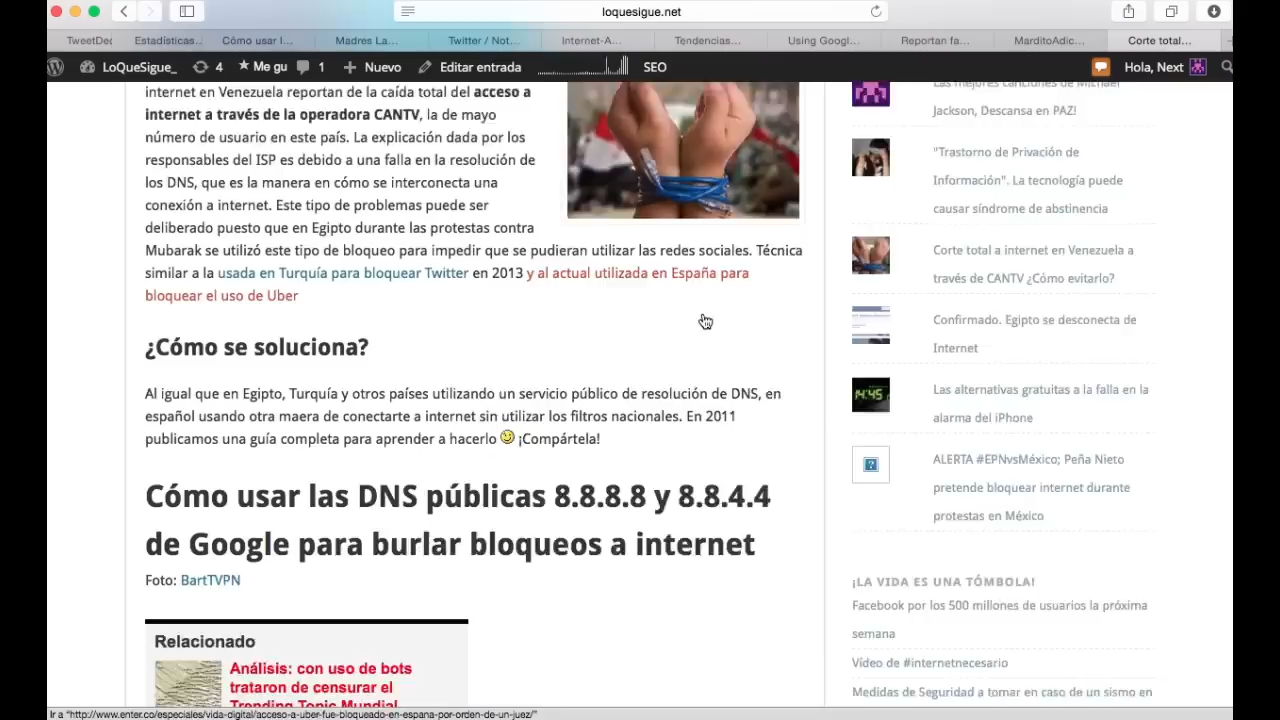 loquesigue.net
TweetDec
Estadísticas..
Cómo usar l...
Madres La...
Twitter / Not...
Internet-A...
Tendencias...
Using Googl...
Reportan fa...
MarditoAdic...
Corte total...
LoQueSigue_
4
Me gu
1
Nuevo
Editar entrada
SEO
Hola, Next
internet en Venezuela reportan de la caída total del acceso a
internet a través de la operadora CANTV, la de mayo
número de usuario en este país. La explicación dada por los
responsables del ISP es debido a una falla en la resolución de
los DNS, que es la manera en cómo se interconecta una
conexión a internet. Este tipo de problemas puede ser
deliberado puesto que en Egipto durante las protestas contra
Mubarak se utilizó este tipo de bloqueo para impedir que se pudieran utilizar las redes sociales. Técnica
similar a la usada en Turquía para bloquear Twitter en 2013 y al actual utilizada en España para
bloquear el uso de Uber
¿Cómo se soluciona?
Al igual que en Egipto, Turquía y otros países utilizando un servicio público de resolución de DNS, en
español usando otra maera de conectarte a internet sin utilizar los filtros nacionales. En 2011
publicamos una guía completa para aprender a hacerlo ¡Compártela!
Cómo usar las DNS públicas 8.8.8.8 y 8.8.4.4
de Google para burlar bloqueos a internet
Foto: BartTVPN
Relacionado
Análisis: con uso de bots
trataron de censurar el
Trending Topic Mundial
Las mejores canciones de Michael
Jackson, Descansa en PAZ!
"Trastorno de Privación de
Información". La tecnología puede
causar síndrome de abstinencia
Corte total a internet en Venezuela a
través de CANTV ¿Cómo evitarlo?
Confirmado. Egipto se desconecta de
Internet
14:45
Las alternativas gratuitas a la falla en la
alarma del iPhone
ALERTA #EPNvsMéxico; Peña Nieto
pretende bloquear internet durante
protestas en México
¡LA VIDA ES UNA TÓMBOLA!
Facebook por los 500 millones de usuarios la próxima
semana
Vídeo de #internetnecesario
Medidas de Seguridad a tomar en caso de un sismo en
Ir a "http://www.enter.co/especiales/vida-digital/acceso-a-uber-fue-bloqueado-en-espana-por-orden-de-un-juez/"